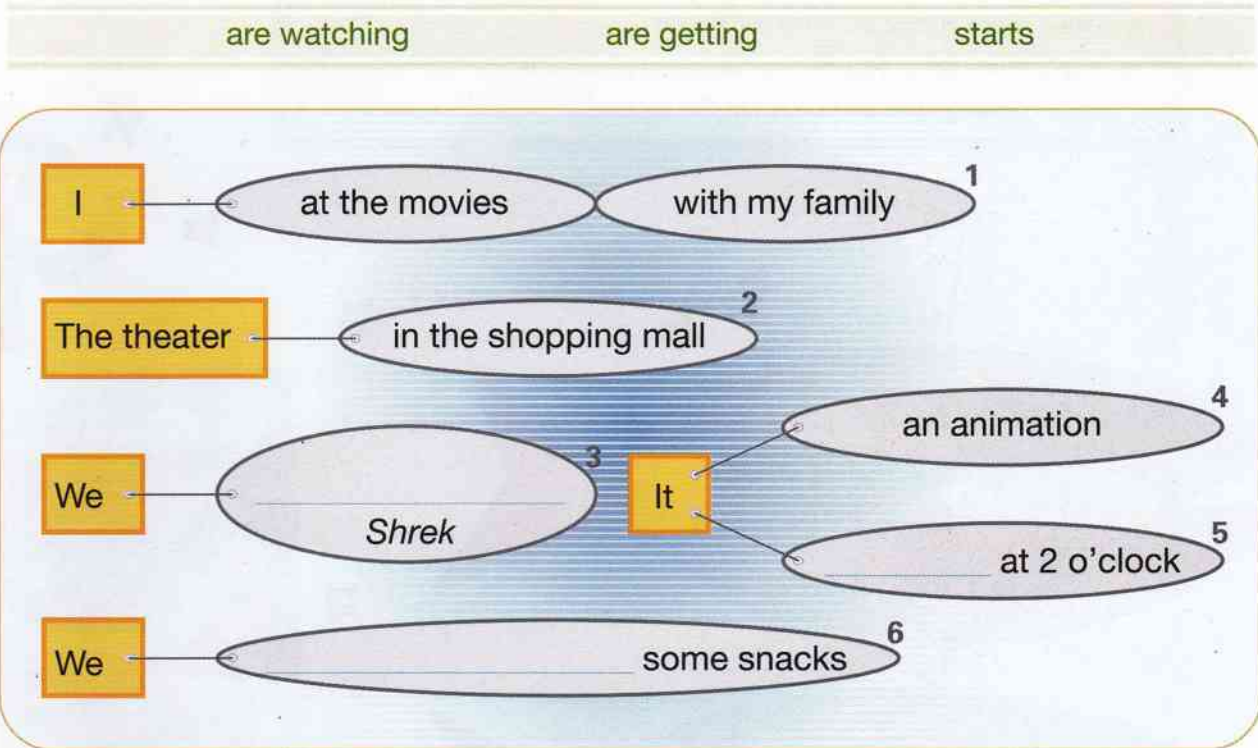 are watching are getting starts
I at the movies with my family 1
The theater in the shopping mall 2
We Shrek 3
It an animation 4
at 2 o'clock 5
We some snacks 6